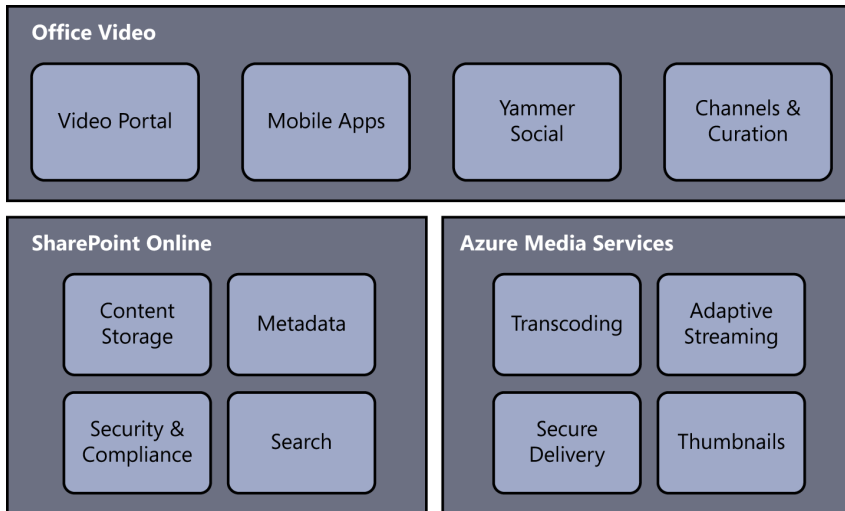 Office Video
Video Portal
Mobile Apps
Yammer
Social
Channels &
Curation
SharePoint Online
Content
Storage
Metadata
Security &
Compliance
Search
Azure Media Services
Transcoding
Adaptive
Streaming
Secure
Delivery
Thumbnails